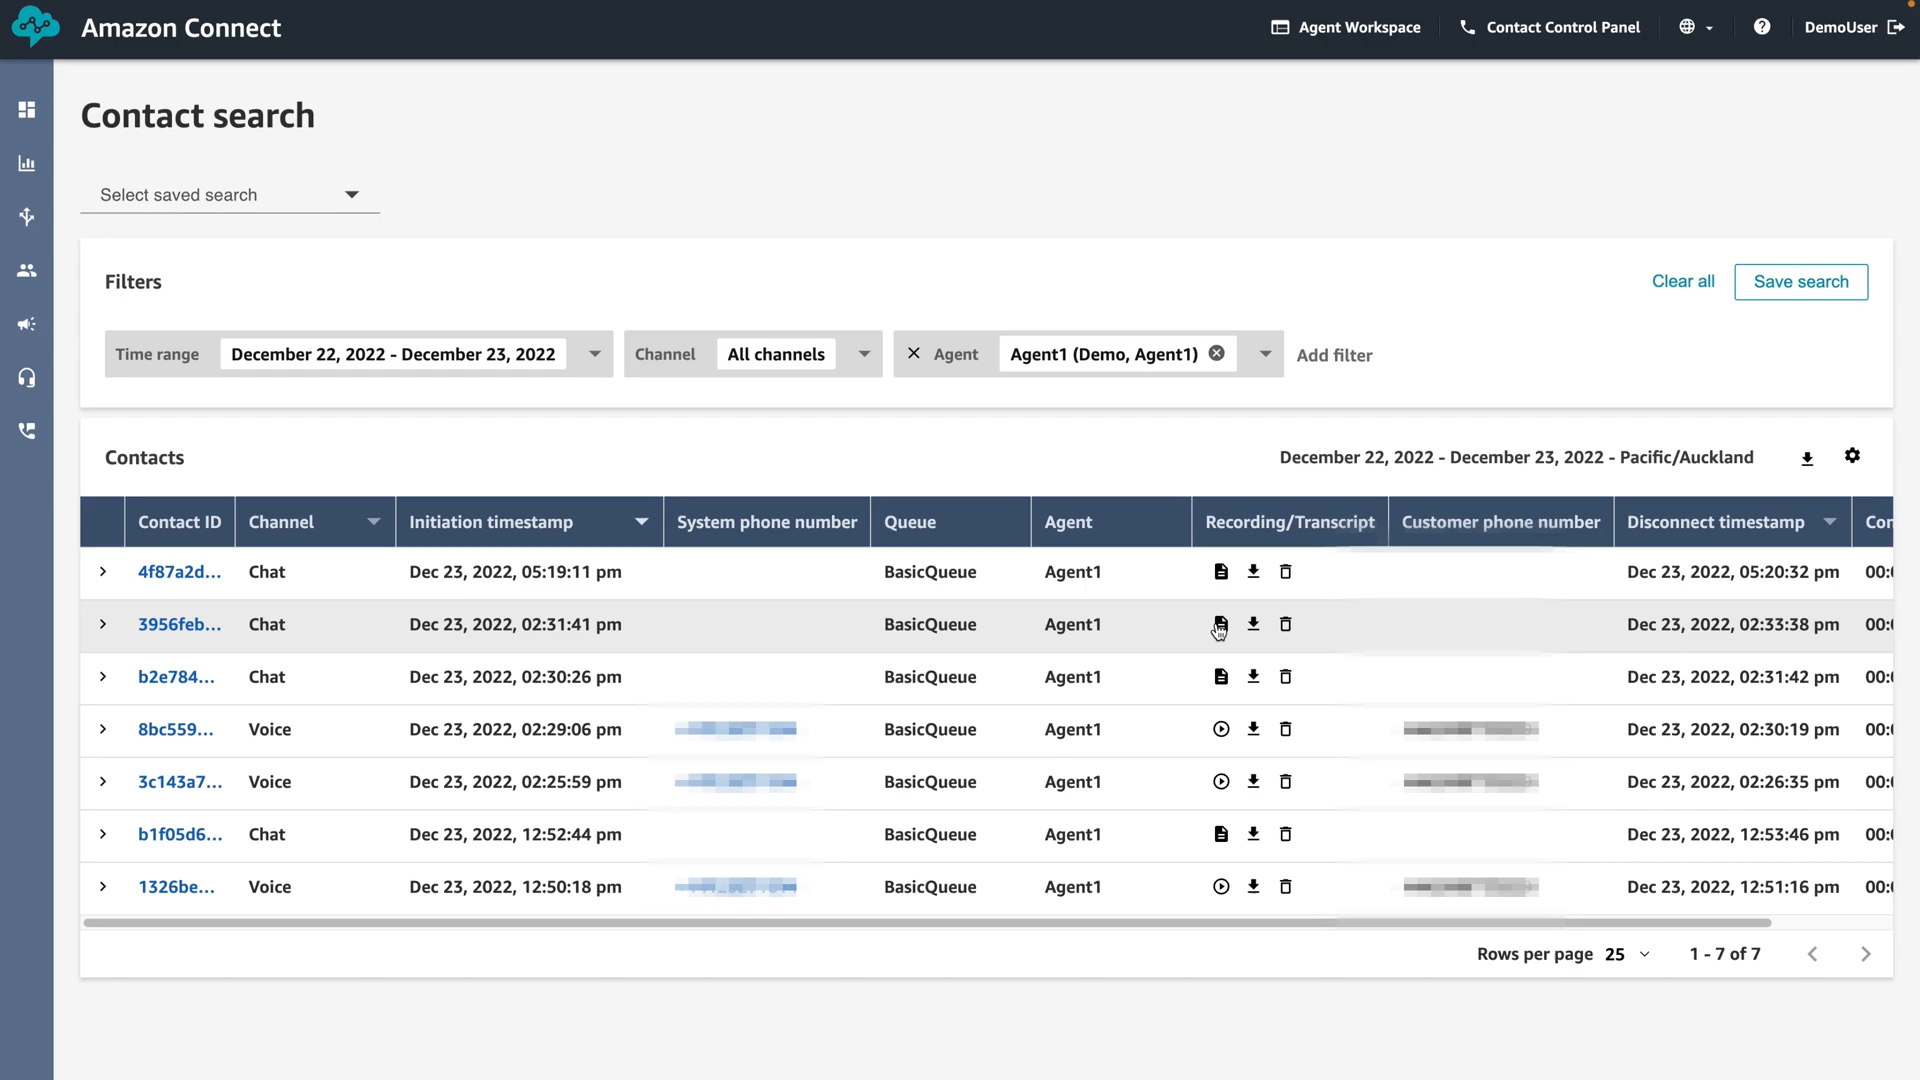 Amazon Connect
Agent Workspace
Contact Control Panel
DemoUser
Contact search
Select saved search
Filters
Clear all
Save search
Time range December 22, 2022 - December 23, 2022
Channel All channels
Agent Agent1 (Demo, Agent1)
Add filter
Contacts
December 22, 2022 - December 23, 2022 - Pacific/Auckland
Contact ID Channel Initiation timestamp System phone number Queue Agent Recording/Transcript Customer phone number Disconnect timestamp Con
4f87a2d... Chat Dec 23, 2022, 05:19:11 pm BasicQueue Agent1 Dec 23, 2022, 05:20:32 pm 00:
3956feb... Chat Dec 23, 2022, 02:31:41 pm BasicQueue Agent1 Dec 23, 2022, 02:33:38 pm 00:
b2e784... Chat Dec 23, 2022, 02:30:26 pm BasicQueue Agent1 Dec 23, 2022, 02:31:42 pm 00:
8bc559... Voice Dec 23, 2022, 02:29:06 pm BasicQueue Agent1 Dec 23, 2022, 02:30:19 pm 00:
3c143a7... Voice Dec 23, 2022, 02:25:59 pm BasicQueue Agent1 Dec 23, 2022, 02:26:35 pm 00:
b1f05d6... Chat Dec 23, 2022, 12:52:44 pm BasicQueue Agent1 Dec 23, 2022, 12:53:46 pm 00:
1326be... Voice Dec 23, 2022, 12:50:18 pm BasicQueue Agent1 Dec 23, 2022, 12:51:16 pm 00:
Rows per page 25 1 - 7 of 7